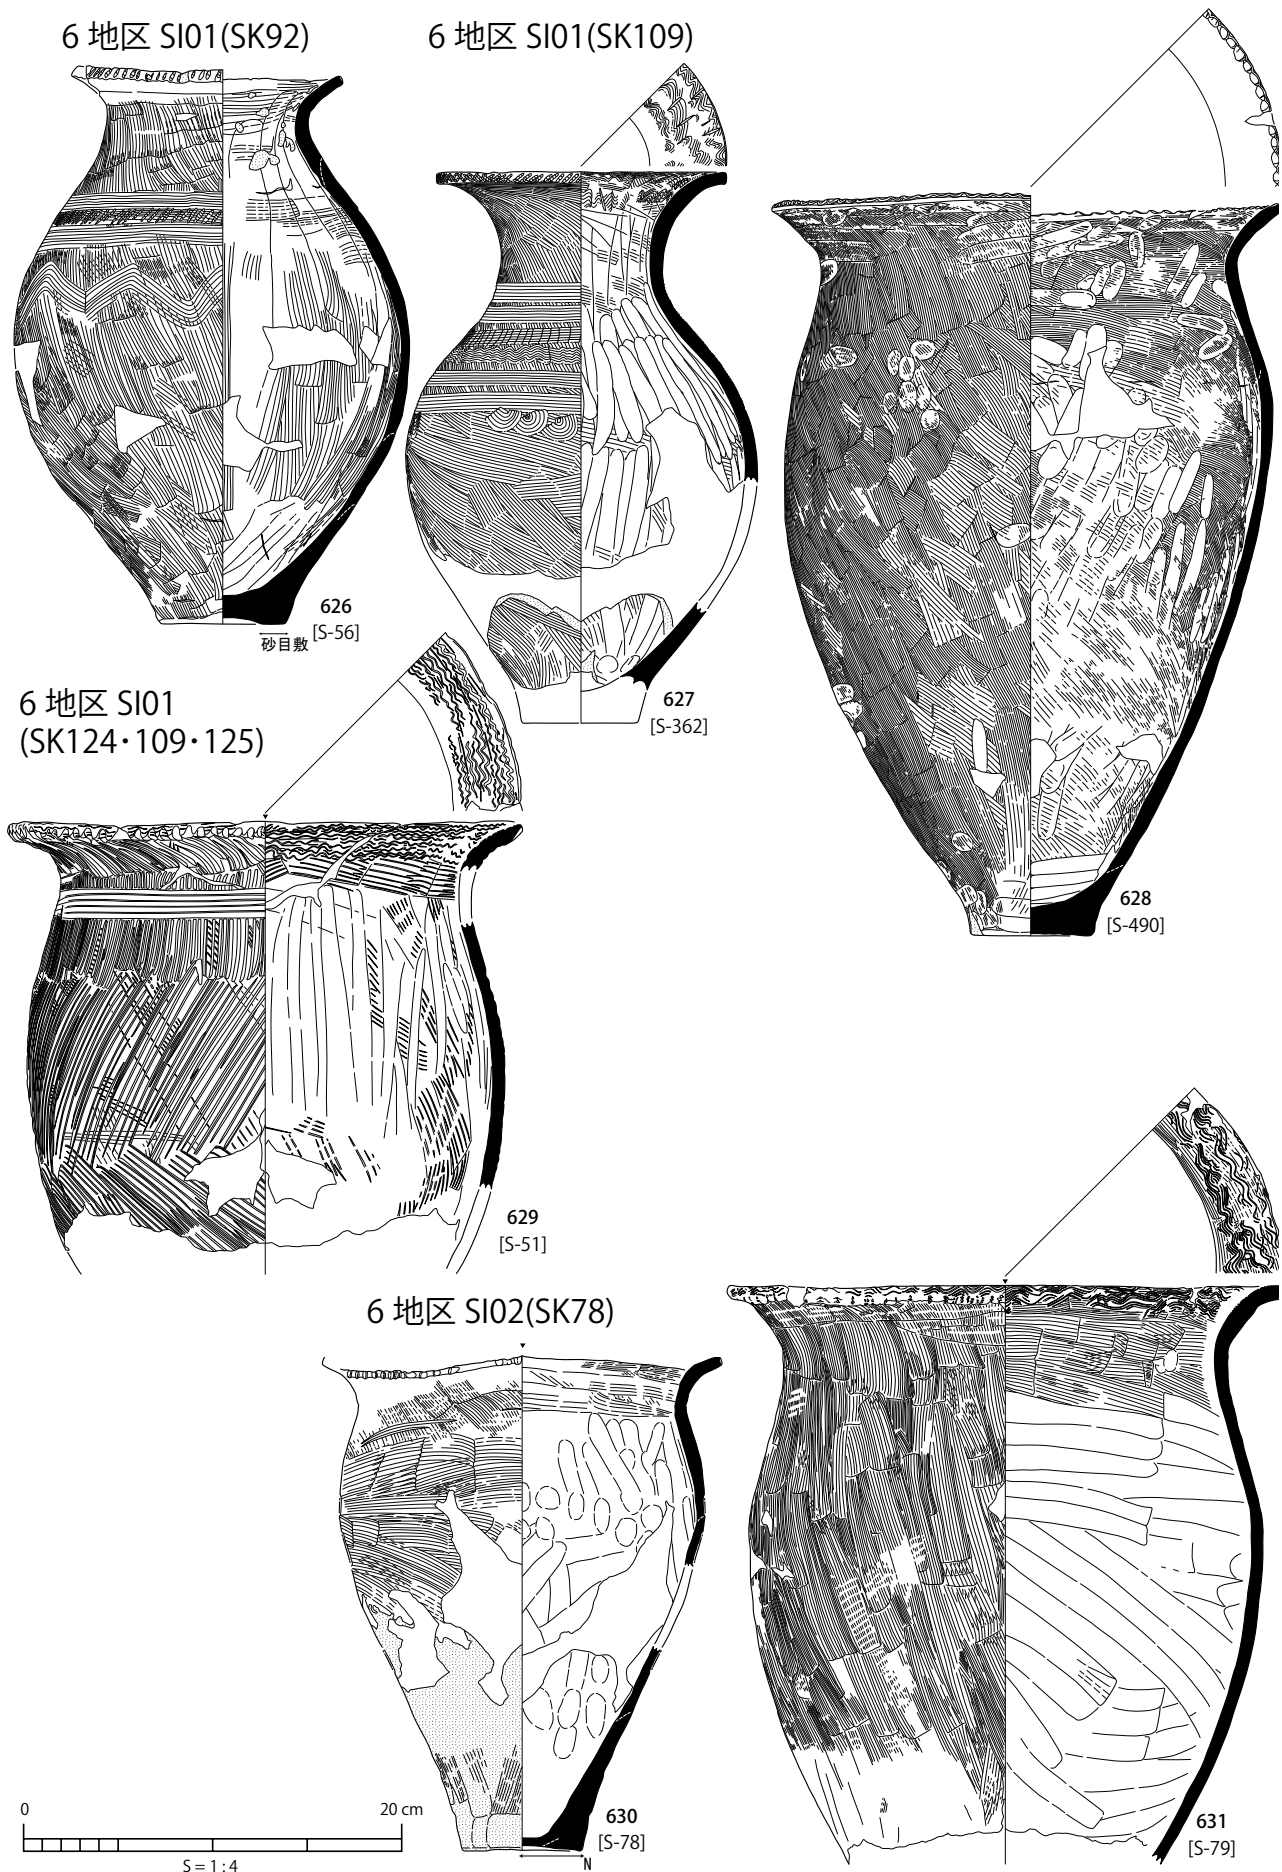 6 地区 SI01(SK92)
6 地区 SI01(SK109)
626
[S-56]
砂目敷
627
[S-362]
628
[S-490]
6 地区 SI01
(SK124・109・125)
629
[S-51]
6 地区 SI02(SK78)
630
[S-78]
N
631
[S-79]
0 20 cm
S = 1 : 4